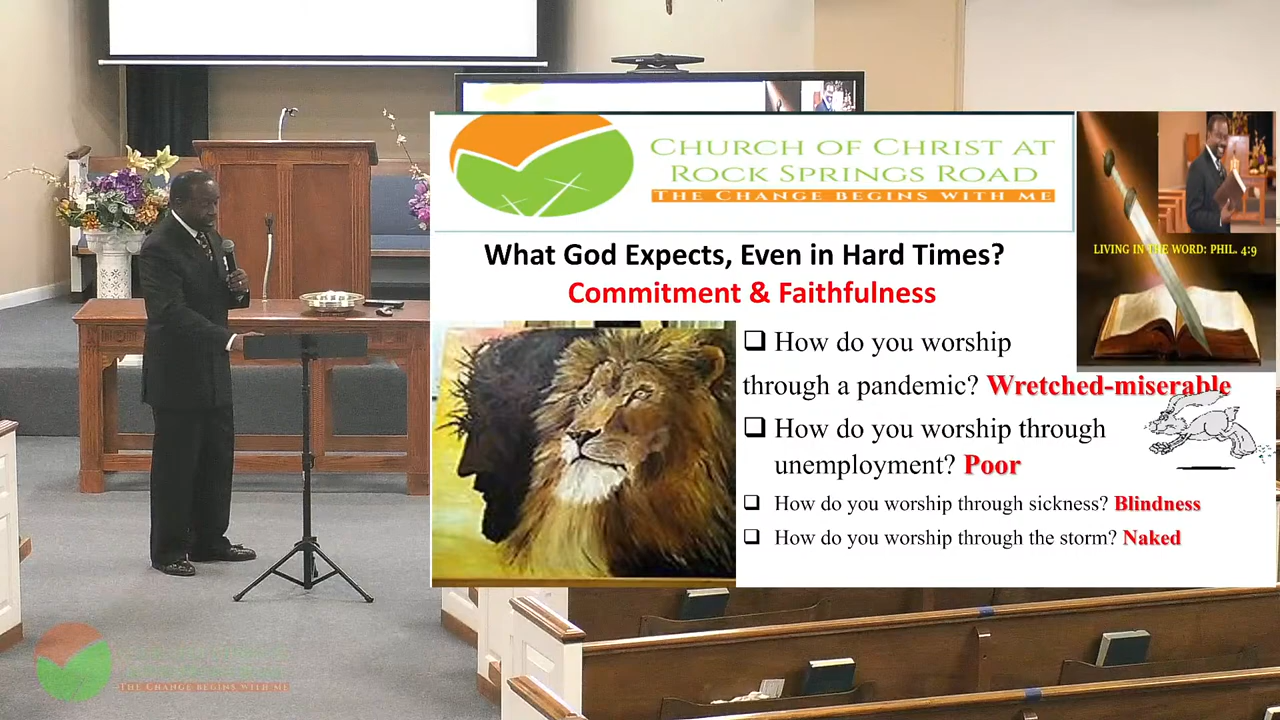 CHURCH OF CHRIST AT
ROCK SPRINGS ROAD
THE CHANGE BEGINS WITH ME
LIVING IN THE WORD: PHIL. 4:9
What God Expects, Even in Hard Times?
Commitment & Faithfulness
How do you worship
through a pandemic? Wretched-miserable
How do you worship through
unemployment? Poor
How do you worship through sickness? Blindness
How do you worship through the storm? Naked
THE CHANGE BEGINS WITH ME